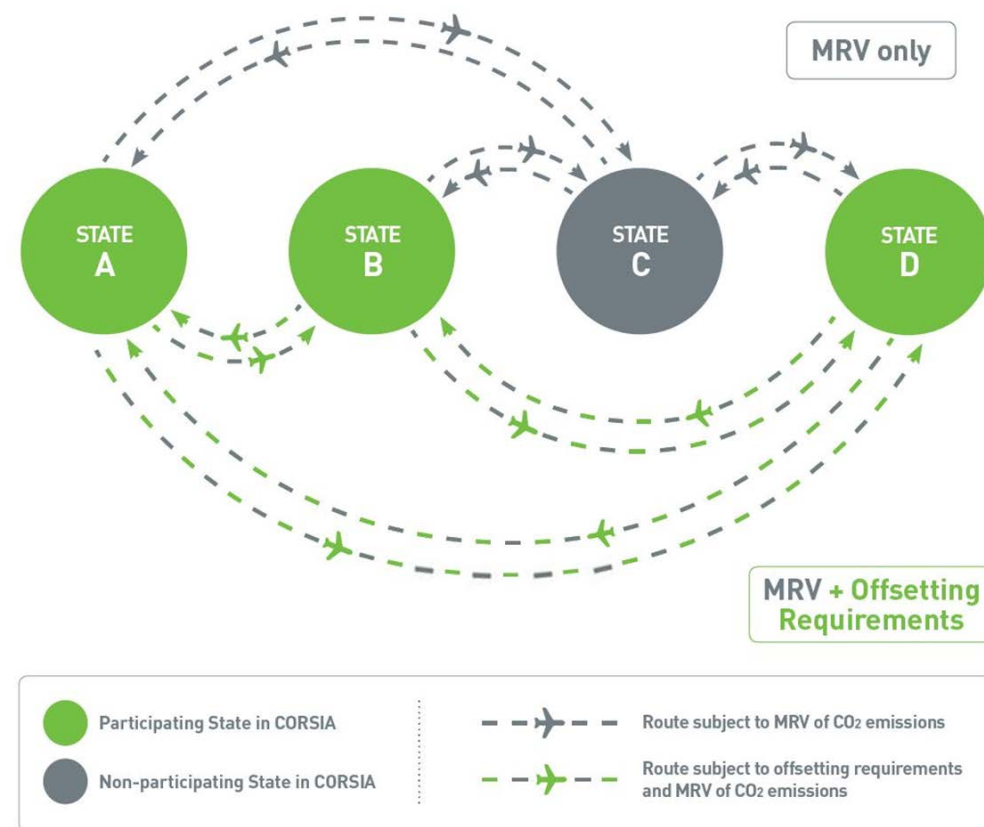 MRV only
STATE
A
STATE
B
STATE
C
STATE
D
MRV + Offsetting
Requirements
Participating State in CORSIA
Non-participating State in CORSIA
Route subject to MRV of CO₂ emissions
Route subject to offsetting requirements
and MRV of CO₂ emissions